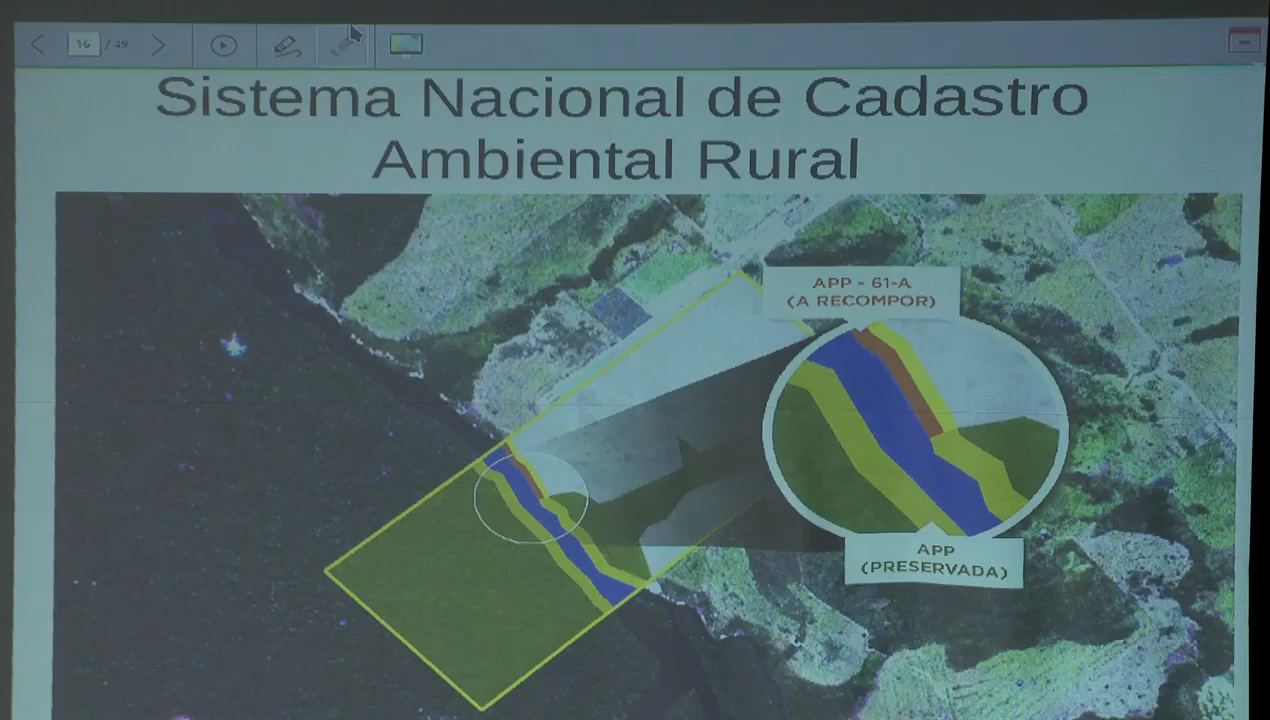 16 / 49
Sistema Nacional de Cadastro
Ambiental Rural
APP - 61-A
(A RECOMPOR)
APP
(PRESERVADA)